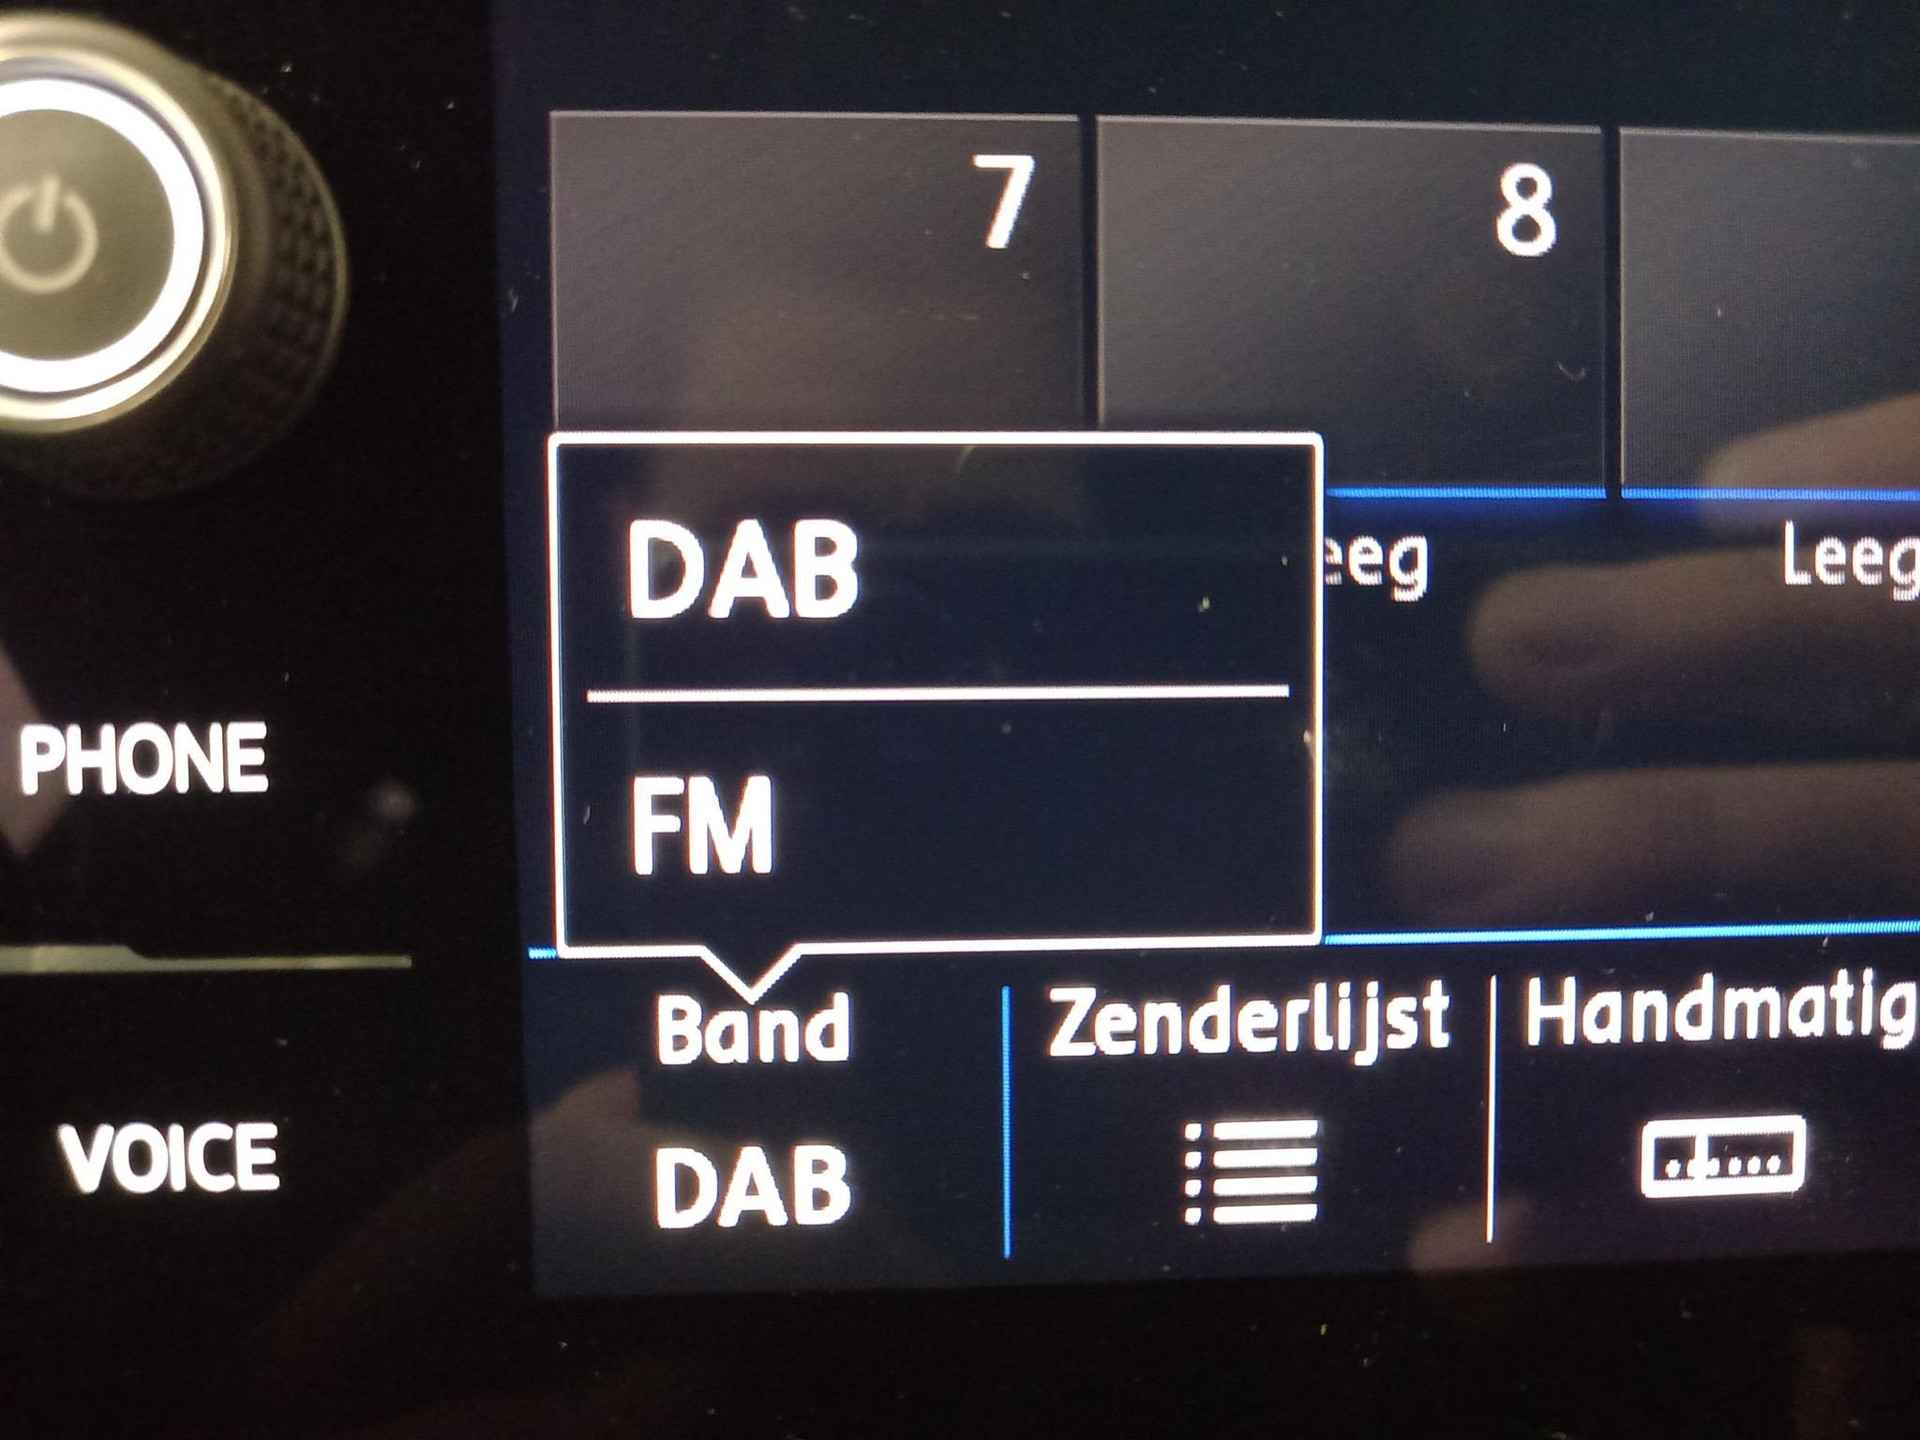 7
8
DAB
eeg
Leeg
FM
PHONE
Band
Zenderlijst
Handmatig
VOICE
DAB